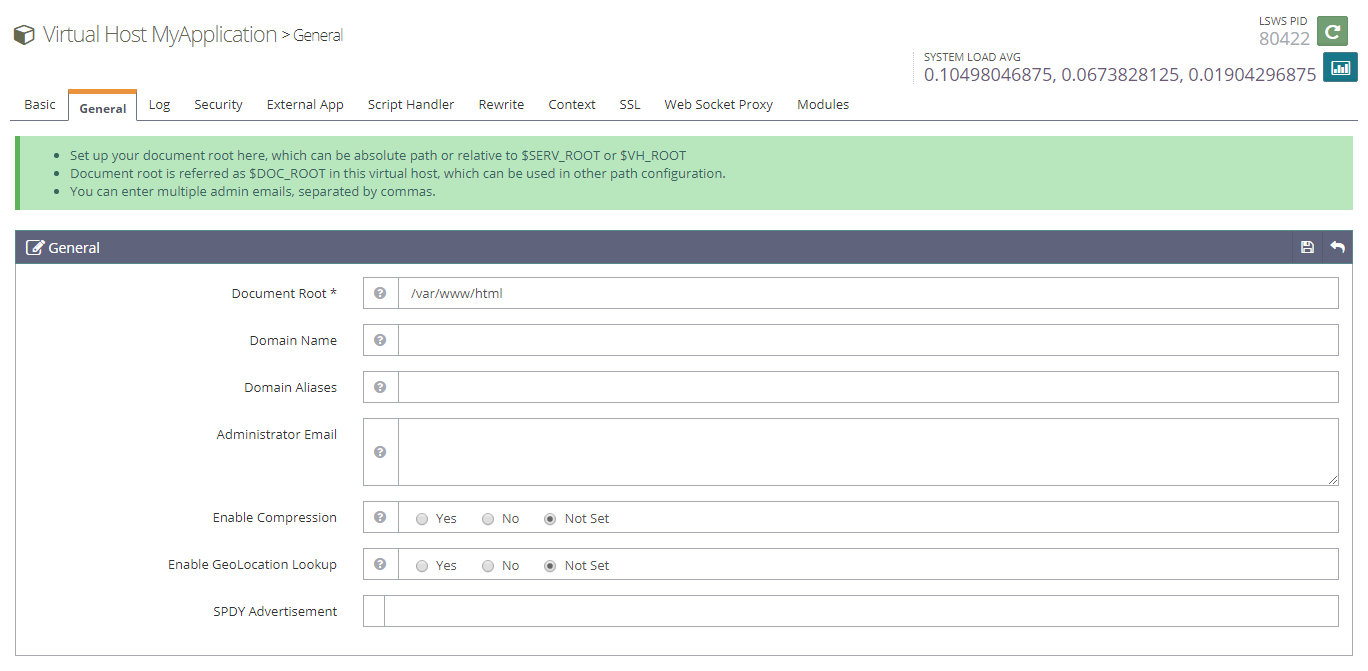 Virtual Host MyApplication > General
LSWS PID
80422
SYSTEM LOAD AVG
0.10498046875, 0.0673828125, 0.01904296875
Basic General Log Security External App Script Handler Rewrite Context SSL Web Socket Proxy Modules
Set up your document root here, which can be absolute path or relative to $SERV_ROOT or $VH_ROOT
Document root is referred as $DOC_ROOT in this virtual host, which can be used in other path configuration.
You can enter multiple admin emails, separated by commas.
General
Document Root * ? /var/www/html
Domain Name ?
Domain Aliases ?
Administrator Email ?
Enable Compression ? Yes No Not Set
Enable GeoLocation Lookup ? Yes No Not Set
SPDY Advertisement